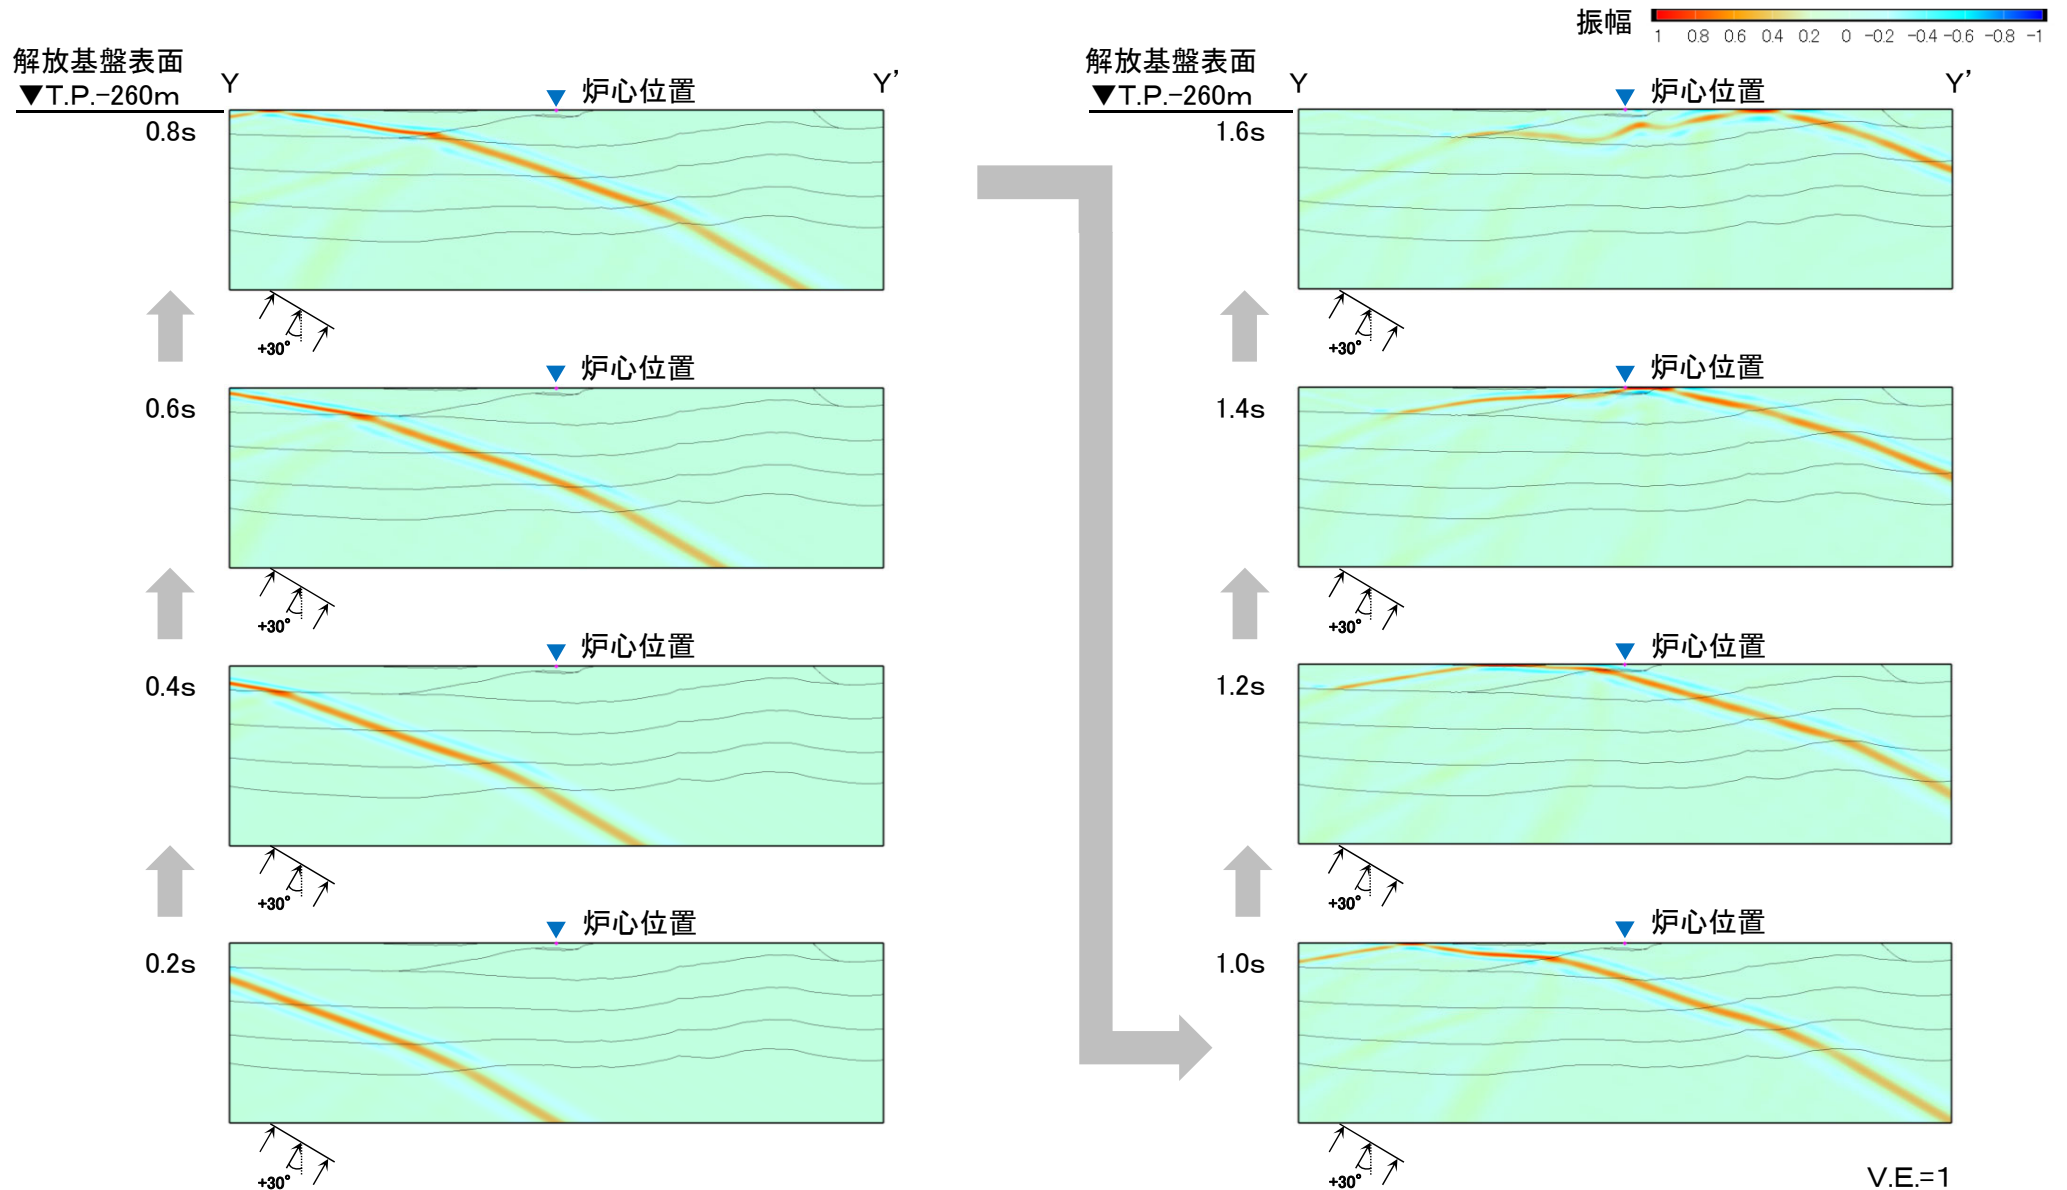 振幅
1 0.8 0.6 0.4 0.2 0 -0.2 -0.4 -0.6 -0.8 -1
解放基盤表面
▼T.P.-260m
Y
Y'
炉心位置
0.8s
+30°
炉心位置
0.6s
+30°
炉心位置
0.4s
+30°
炉心位置
0.2s
+30°
解放基盤表面
▼T.P.-260m
Y
Y'
炉心位置
1.6s
+30°
炉心位置
1.4s
+30°
炉心位置
1.2s
+30°
炉心位置
1.0s
+30°
V.E.=1